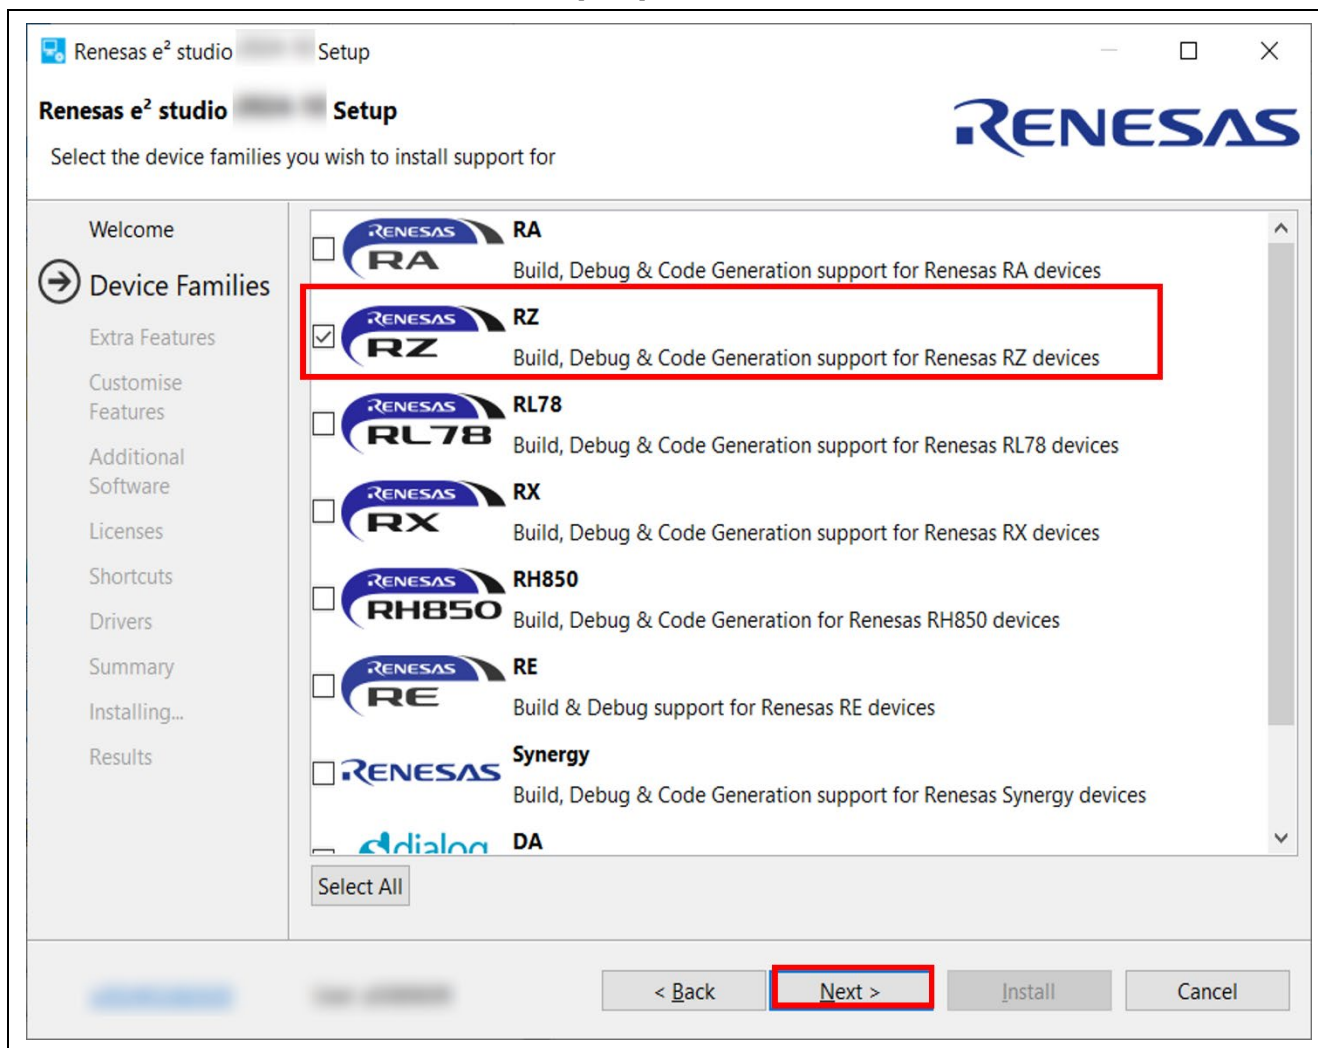 Renesas e² studio Setup
Renesas e² studio Setup
RENESAS
Select the device families you wish to install support for
Welcome
Device Families
Extra Features
Customise
Features
Additional
Software
Licenses
Shortcuts
Drivers
Summary
Installing...
Results
RENESAS
RA
RA
Build, Debug & Code Generation support for Renesas RA devices
RENESAS
RZ
RZ
Build, Debug & Code Generation support for Renesas RZ devices
RENESAS
RL78
RL78
Build, Debug & Code Generation support for Renesas RL78 devices
RENESAS
RX
RX
Build, Debug & Code Generation support for Renesas RX devices
RENESAS
RH850
RH850
Build, Debug & Code Generation for Renesas RH850 devices
RENESAS
RE
RE
Build & Debug support for Renesas RE devices
RENESAS
Synergy
Build, Debug & Code Generation support for Renesas Synergy devices
dialog
DA
Select All
< Back
Next >
Install
Cancel